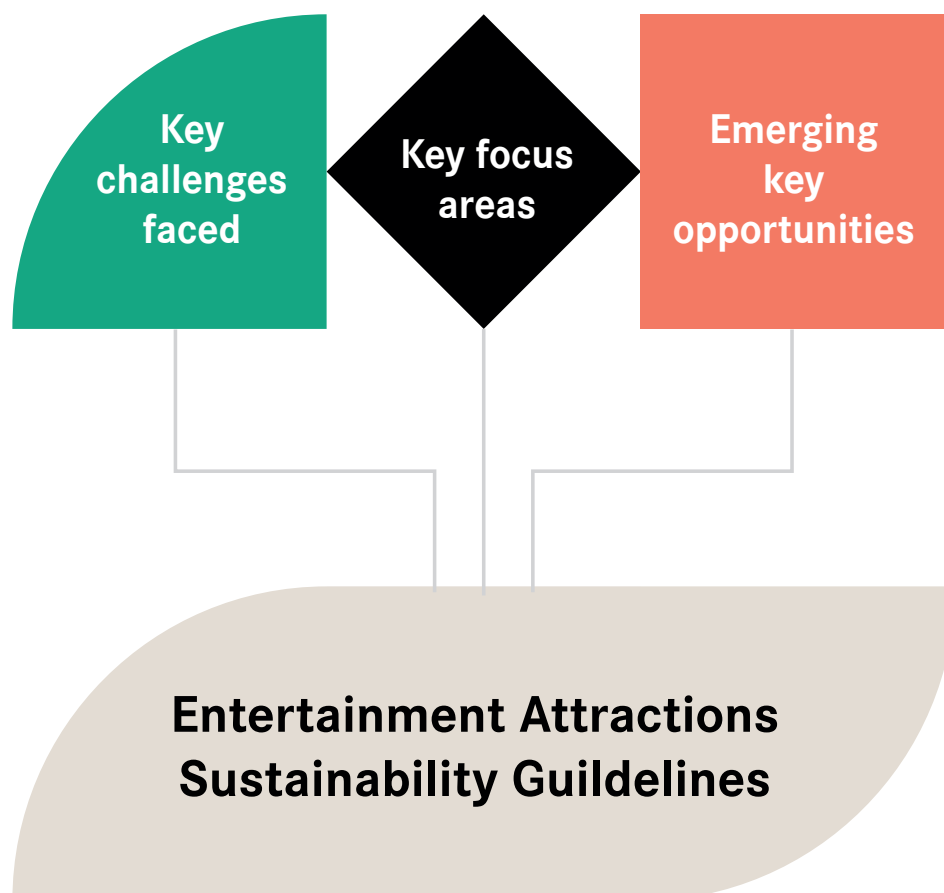 Key
challenges
faced
Key focus
areas
Emerging
key
opportunities
Entertainment Attractions
Sustainability Guildelines